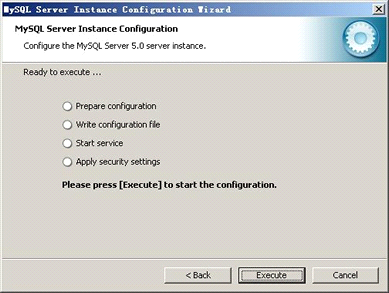 MySQL Server Instance Configuration Wizard
MySQL Server Instance Configuration
Configure the MySQL Server 5.0 server instance.
Ready to execute ...
Prepare configuration
Write configuration file
Start service
Apply security settings
Please press [Execute] to start the configuration.
< Back
Execute
Cancel